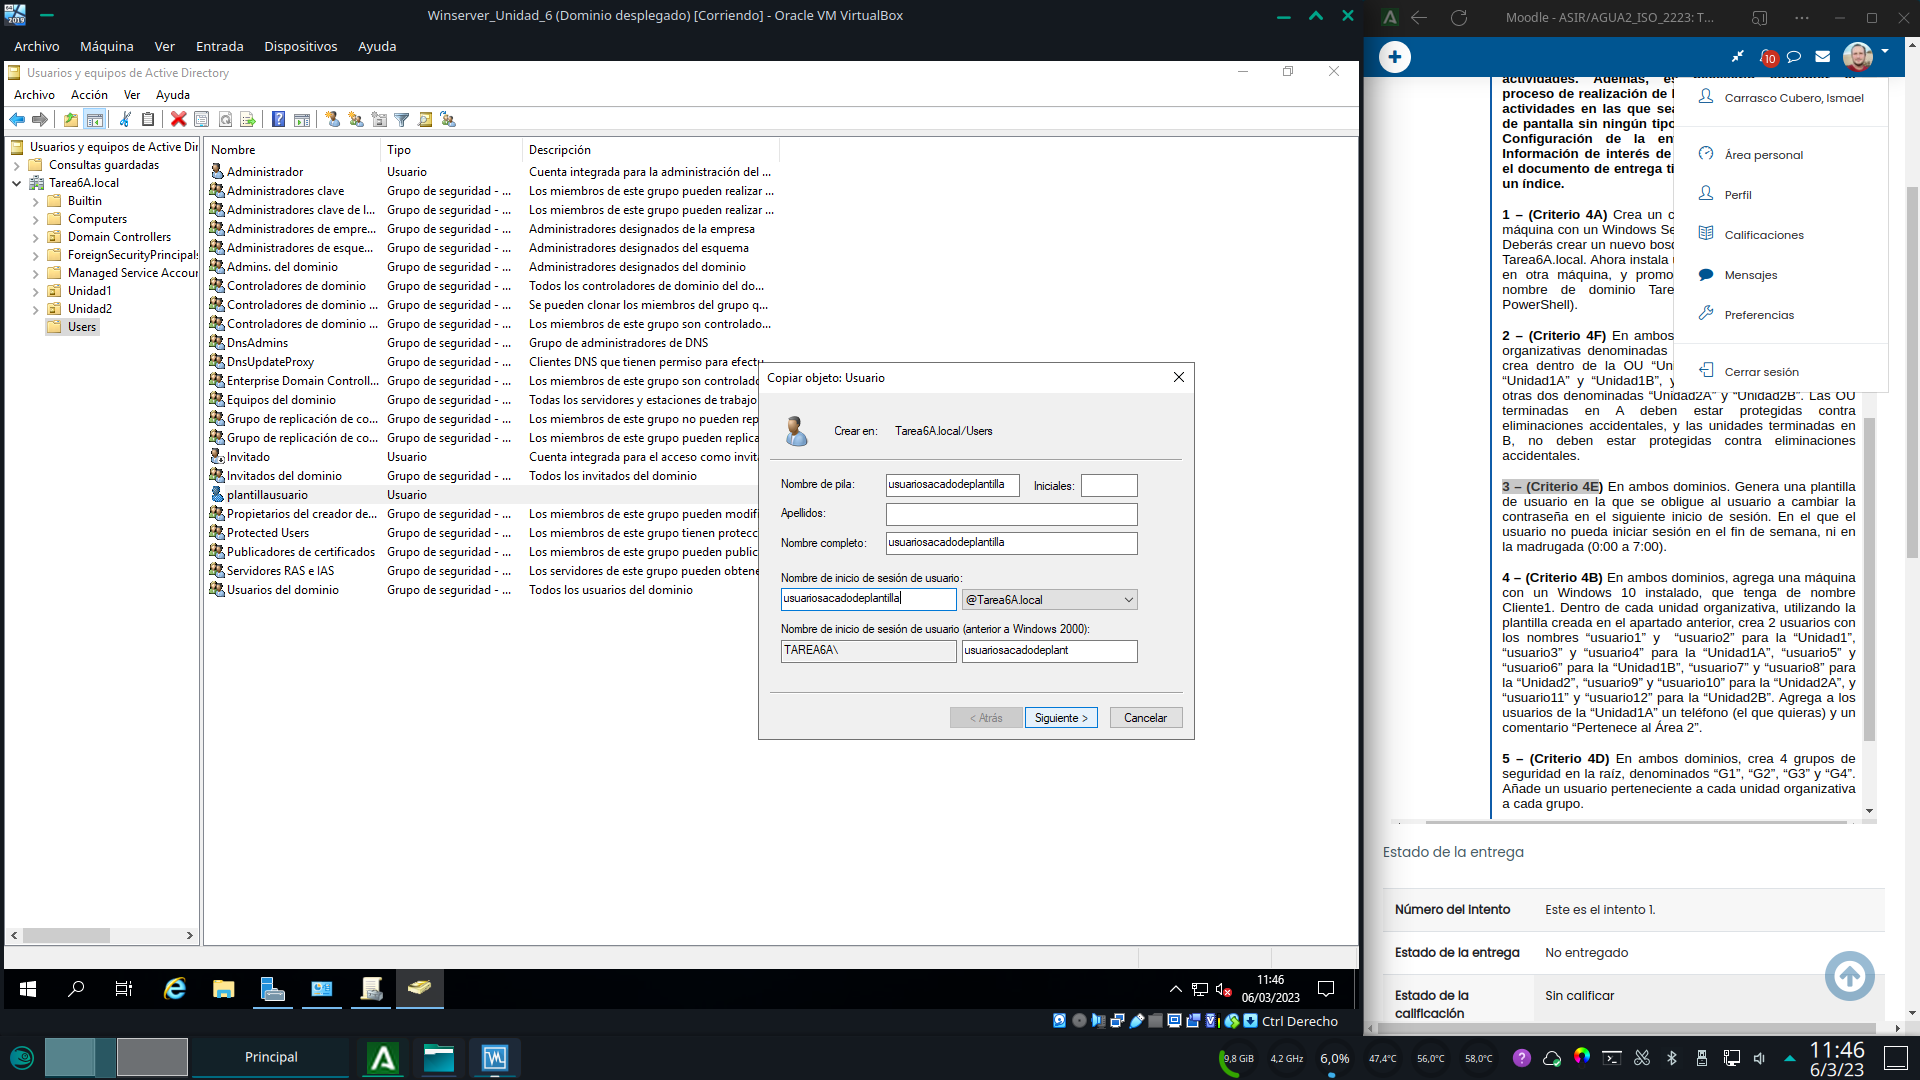 Winserver_Unidad_6 (Dominio desplegado) [Corriendo] - Oracle VM VirtualBox
Archivo Máquina Ver Entrada Dispositivos Ayuda
Usuarios y equipos de Active Directory
Archivo Acción Ver Ayuda
Usuarios y equipos de Active Dir
Consultas guardadas
Tarea6A.local
Builtin
Computers
Domain Controllers
ForeignSecurityPrincipals
Managed Service Accour
Unidad1
Unidad2
Users
Nombre Tipo Descripción
Administrador Usuario Cuenta integrada para la administración del ...
Administradores clave Grupo de seguridad - ... Los miembros de este grupo pueden realizar ...
Administradores clave de l... Grupo de seguridad - ... Los miembros de este grupo pueden realizar ...
Administradores de empre... Grupo de seguridad - ... Administradores designados de la empresa
Administradores de esque... Grupo de seguridad - ... Administradores designados del esquema
Admins. del dominio Grupo de seguridad - ... Administradores designados del dominio
Controladores de dominio Grupo de seguridad - ... Todos los controladores de dominio del do...
Controladores de dominio ... Grupo de seguridad - ... Se pueden clonar los miembros del grupo q...
Controladores de dominio ... Grupo de seguridad - ... Los miembros de este grupo son controlado...
DnsAdmins Grupo de seguridad - ... Grupo de administradores de DNS
DnsUpdateProxy Grupo de seguridad - ... Clientes DNS que tienen permiso para efectu
Enterprise Domain Controll... Grupo de seguridad - ... Los miembros de este grupo son controlado
Equipos del dominio Grupo de seguridad - ... Todas los servidores y estaciones de trabajo
Grupo de replicación de co... Grupo de seguridad - ... Los miembros de este grupo no pueden rep
Grupo de replicación de co... Grupo de seguridad - ... Los miembros de este grupo pueden replica
Invitado Usuario Cuenta integrada para el acceso como invit
Invitados del dominio Grupo de seguridad - ... Todos los invitados del dominio
plantillausuario Usuario
Propietarios del creador de... Grupo de seguridad - ... Los miembros de este grupo pueden modif
Protected Users Grupo de seguridad - ... Los miembros de este grupo tienen protecc
Publicadores de certificados Grupo de seguridad - ... Los miembros de este grupo pueden public
Servidores RAS e IAS Grupo de seguridad - ... Los servidores de este grupo pueden obtene
Usuarios del dominio Grupo de seguridad - ... Todos los usuarios del dominio
Copiar objeto: Usuario
Crear en: Tarea6A.local/Users
Nombre de pila: usuariosacadodeplantilla Iniciales:
Apellidos:
Nombre completo: usuariosacadodeplantilla
Nombre de inicio de sesión de usuario:
usuariosacadodeplantilla @Tarea6A.local
Nombre de inicio de sesión de usuario (anterior a Windows 2000):
TAREA6A\ usuariosacadodeplant
< Atrás Siguiente > Cancelar
11:46
06/03/2023
Ctrl Derecho
Moodle - ASIR/AGUA2_ISO_2223: T...
10
Carrasco Cubero, Ismael
Área personal
Perfil
Calificaciones
Mensajes
Preferencias
Cerrar sesión
proceso de realización de l
actividades en las que sea
de pantalla sin ningún tipo
Configuración de la en
Información de interés de
el documento de entrega ti
un índice.
1 – (Criterio 4A) Crea un c
máquina con un Windows Se
Deberás crear un nuevo bosc
Tarea6A.local. Ahora instala u
en otra máquina, y promo
nombre de dominio Tare
PowerShell).
2 – (Criterio 4F) En ambos
organizativas denominadas
crea dentro de la OU “Un
“Unidad1A” y “Unidad1B”, y
otras dos denominadas “Unidad2A” y “Unidad2B”. Las OU
terminadas en A deben estar protegidas contra
eliminaciones accidentales, y las unidades terminadas en
B, no deben estar protegidas contra eliminaciones
accidentales.
3 – (Criterio 4E) En ambos dominios. Genera una plantilla
de usuario en la que se obligue al usuario a cambiar la
contraseña en el siguiente inicio de sesión. En el que el
usuario no pueda iniciar sesión en el fin de semana, ni en
la madrugada (0:00 a 7:00).
4 – (Criterio 4B) En ambos dominios, agrega una máquina
con un Windows 10 instalado, que tenga de nombre
Cliente1. Dentro de cada unidad organizativa, utilizando la
plantilla creada en el apartado anterior, crea 2 usuarios con
los nombres “usuario1” y “usuario2” para la “Unidad1”,
“usuario3” y “usuario4” para la “Unidad1A”, “usuario5” y
“usuario6” para la “Unidad1B”, “usuario7” y “usuario8” para
la “Unidad2”, “usuario9” y “usuario10” para la “Unidad2A”, y
“usuario11” y “usuario12” para la “Unidad2B”. Agrega a los
usuarios de la “Unidad1A” un teléfono (el que quieras) y un
comentario “Pertenece al Área 2”.
5 – (Criterio 4D) En ambos dominios, crea 4 grupos de
seguridad en la raíz, denominados “G1”, “G2”, “G3” y “G4”.
Añade un usuario perteneciente a cada unidad organizativa
a cada grupo.
Estado de la entrega
Número del Intento Este es el intento 1.
Estado de la entrega No entregado
Estado de la calificación Sin calificar
Principal
9,8 GiB 4,2 GHz 6,0% 47,4°C 56,0°C 58,0°C
11:46
6/3/23